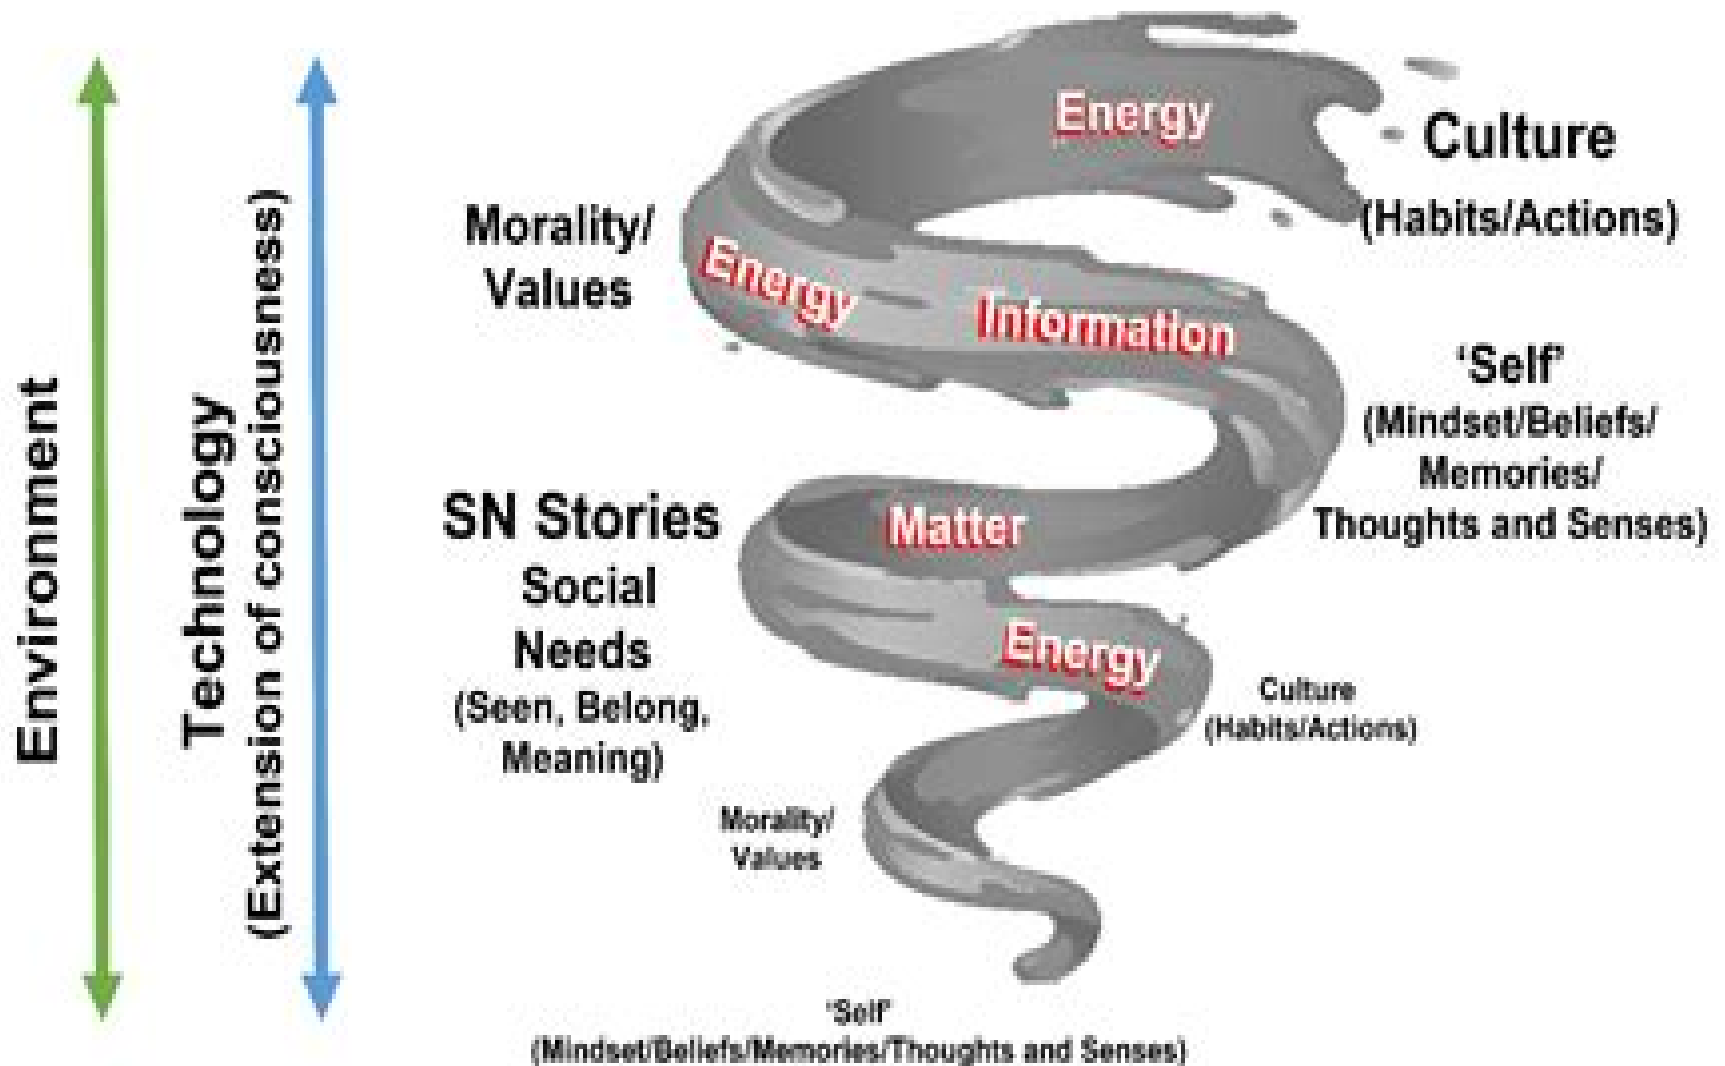 Environment
Technology
(Extension of consciousness)
Energy
Culture
(Habits/Actions)
Morality/
Values
Energy
Information
'Self'
(Mindset/Beliefs/
Memories/
Thoughts and Senses)
SN Stories
Social
Needs
(Seen, Belong,
Meaning)
Matter
Energy
Culture
(Habits/Actions)
Morality/
Values
'Self'
(Mindset/Beliefs/Memories/Thoughts and Senses)